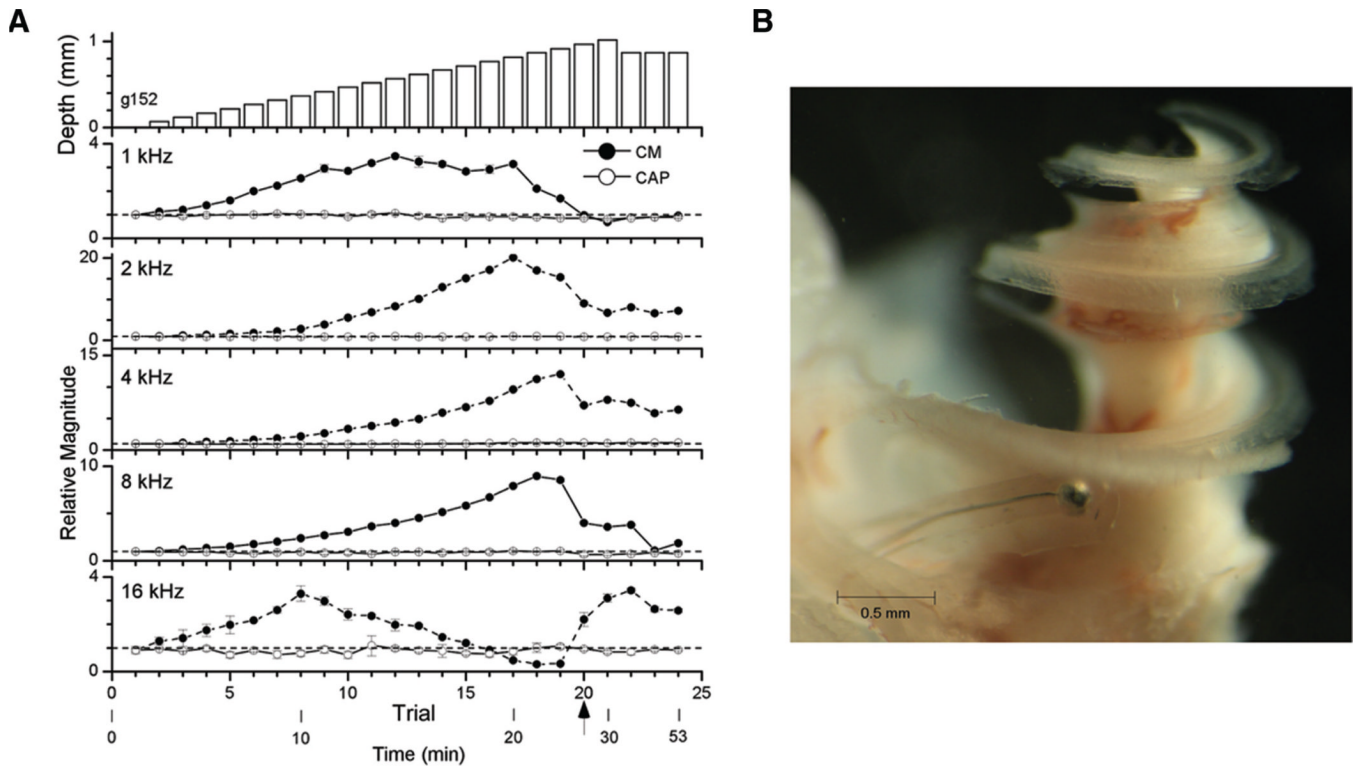 A
B
Depth (mm)
1
0
g152
4
1 kHz
CM
CAP
0
20
2 kHz
0
15
4 kHz
0
Relative Magnitude
10
8 kHz
0
4
16 kHz
0
0 5 10 15 20 25
Trial
0 10 20 30 53
Time (min)
0.5 mm